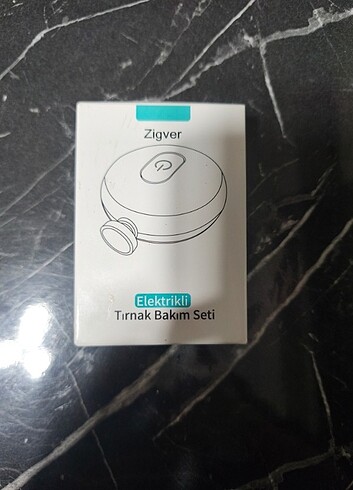 Zigver
Elektrikli
Tırnak Bakım Seti